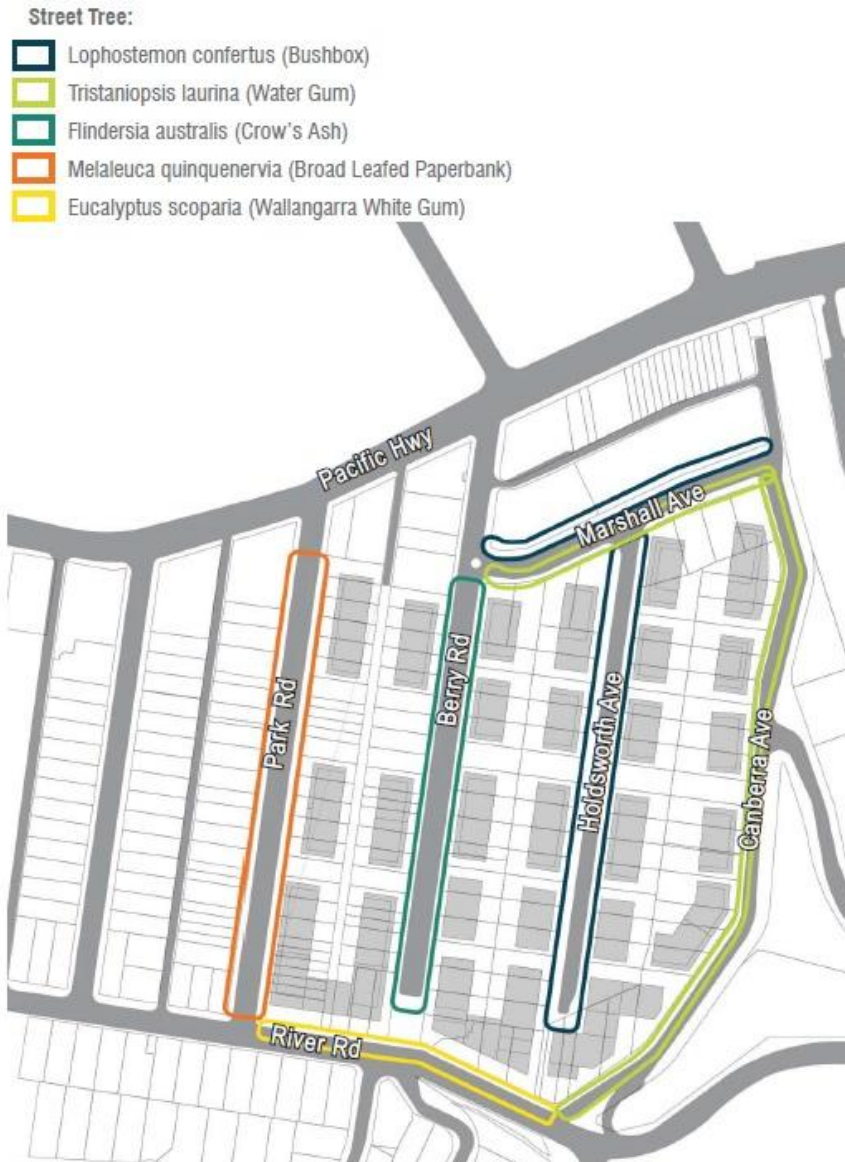 Street Tree:
Lophostemon confertus (Bushbox)
Tristaniopsis laurina (Water Gum)
Flindersia australis (Crow's Ash)
Melaleuca quinquenervia (Broad Leafed Paperbank)
Eucalyptus scoparia (Wallangarra White Gum)
Pacific Hwy
Marshall Ave
Berry Rd
Park Rd
Holdsworth Ave
Canberra Ave
River Rd